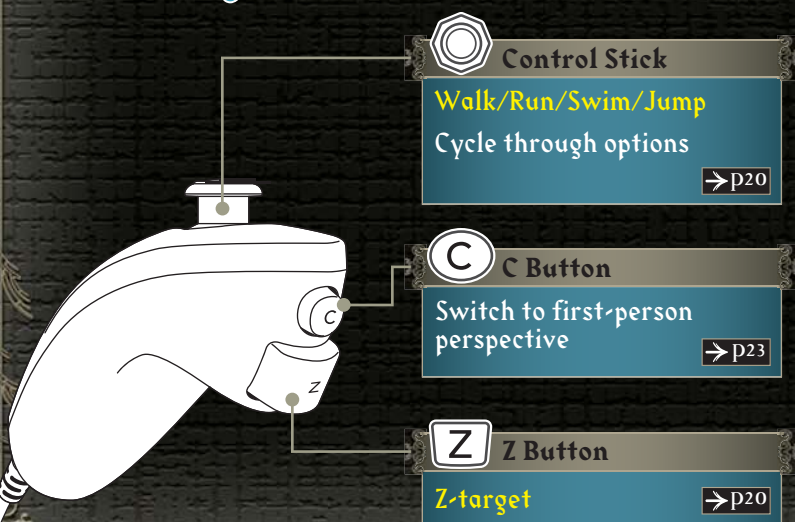 Control Stick
Walk/Run/Swim/Jump
Cycle through options
→p20
C
C Button
Switch to first-person
perspective
→p23
C
Z
Z
Z Button
Z-target
→p20